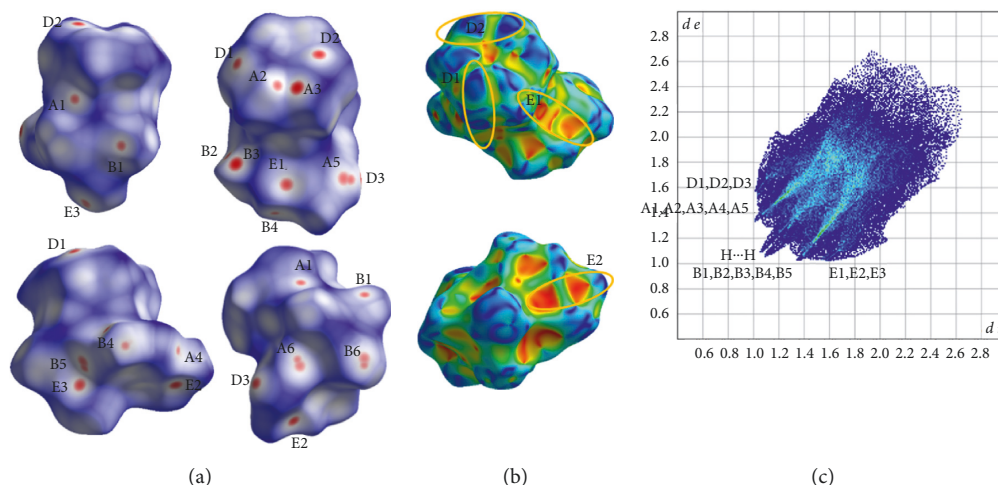 D2
D1
D2
A2
A3
A1
B1
B2
B3
E1
A5
D3
E3
B4
D1
B4
B5
A4
E3
E2
A1
B1
A6
B6
D3
E2
(a)
D2
D1
E1
E2
(b)
de
2.8
2.6
2.4
2.2
2.0
1.8
D1,D2,D3 1.6
A1,A2,A3,A4,A5 1.4
1.2
H···H 1.0
B1,B2,B3,B4,B5 E1,E2,E3
0.8
0.6
d
0.6 0.8 1.0 1.2 1.4 1.6 1.8 2.0 2.2 2.4 2.6 2.8
(c)